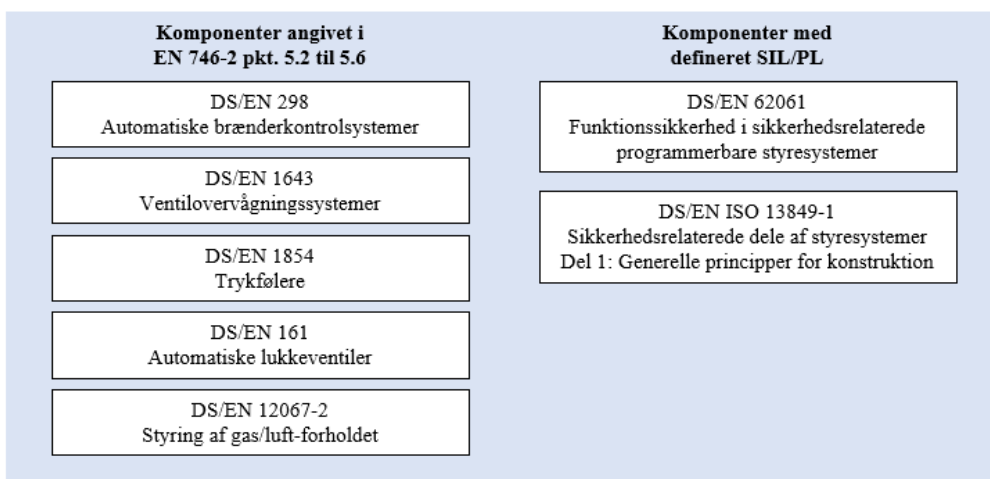 Komponenter angivet i
EN 746-2 pkt. 5.2 til 5.6
DS/EN 298
Automatiske brænderkontrolsystemer
DS/EN 1643
Ventilovervågningssystemer
DS/EN 1854
Trykfølere
DS/EN 161
Automatiske lukkeventiler
DS/EN 12067-2
Styring af gas/luft-forholdet
Komponenter med
defineret SIL/PL
DS/EN 62061
Funktionssikkerhed i sikkerhedsrelaterede
programmerbare styresystemer
DS/EN ISO 13849-1
Sikkerhedsrelaterede dele af styresystemer
Del 1: Generelle principper for konstruktion